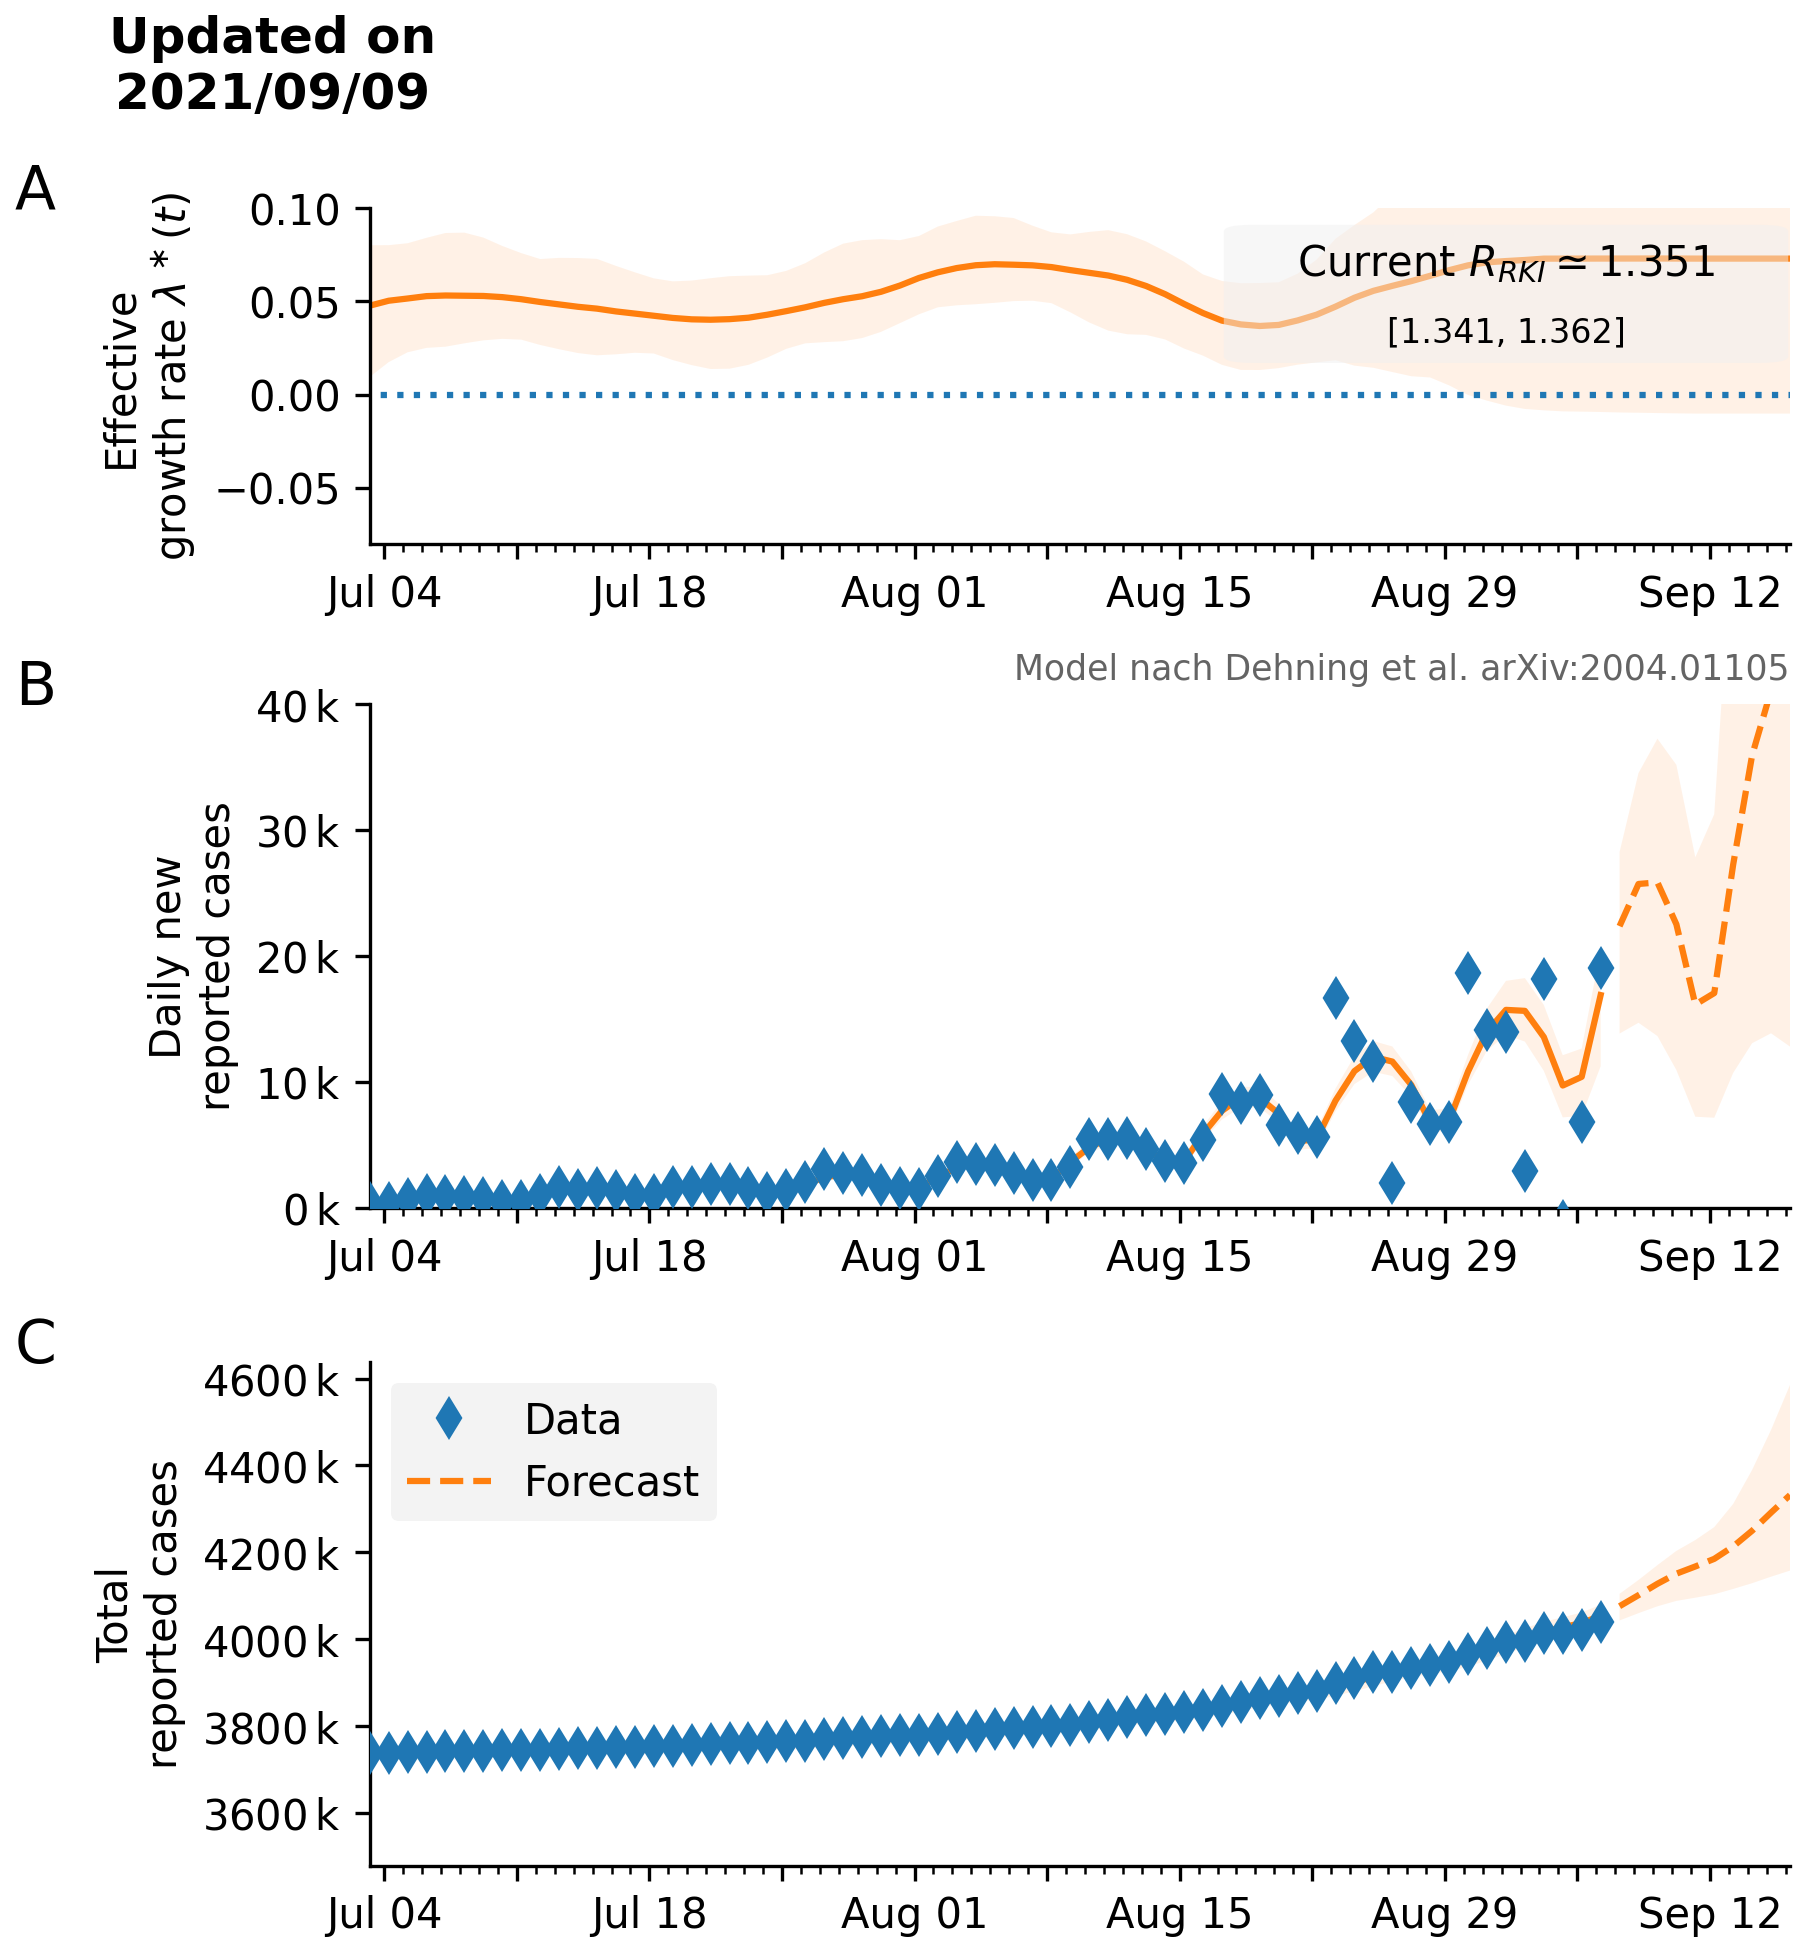 Updated on
2021/09/09
A
Effective
growth rate λ * (t)
0.10
0.05
0.00
−0.05
Current R_RKI ≃ 1.351
[1.341, 1.362]
Jul 04 Jul 18 Aug 01 Aug 15 Aug 29 Sep 12
Model nach Dehning et al. arXiv:2004.01105
B
Daily new
reported cases
40 k
30 k
20 k
10 k
0 k
Jul 04 Jul 18 Aug 01 Aug 15 Aug 29 Sep 12
C
Total
reported cases
4600 k
4400 k
4200 k
4000 k
3800 k
3600 k
Data
Forecast
Jul 04 Jul 18 Aug 01 Aug 15 Aug 29 Sep 12